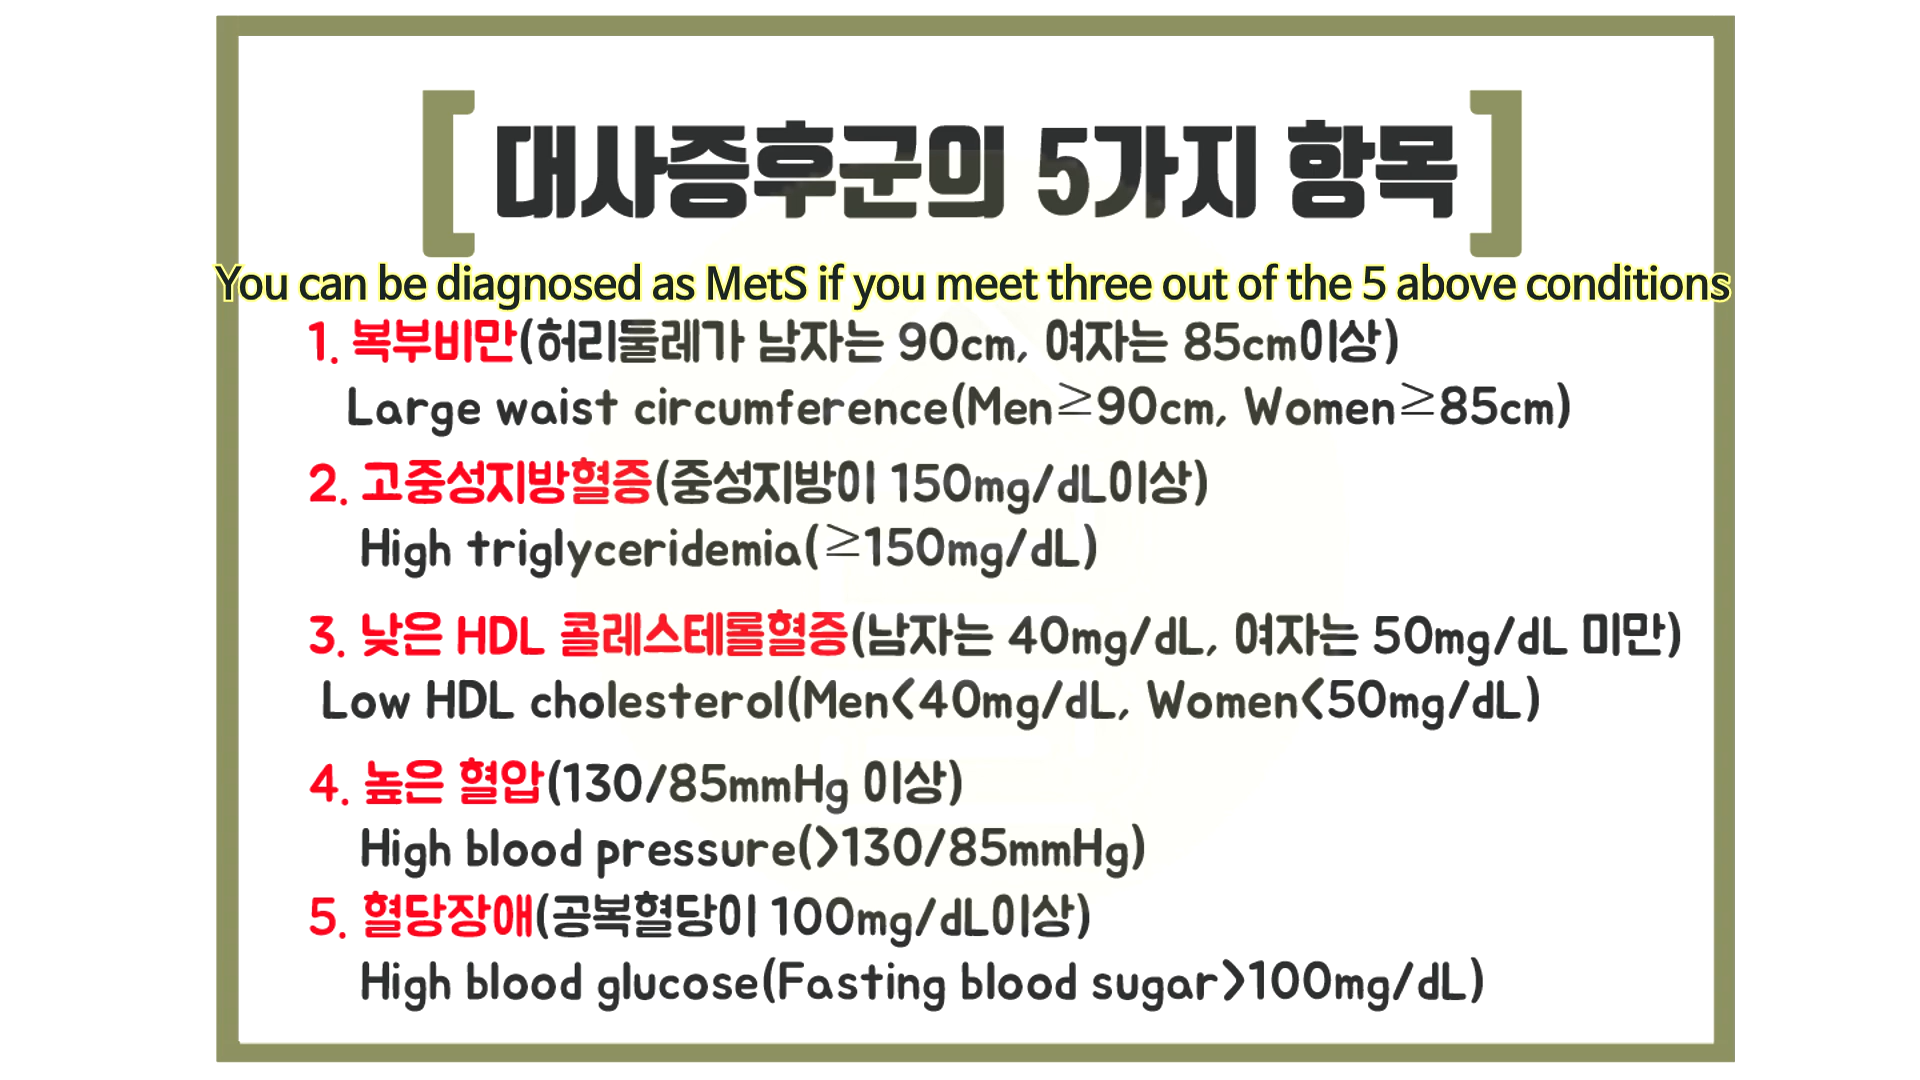 [대사증후군의 5가지 항목]
You can be diagnosed as MetS if you meet three out of the 5 above conditions
1. 복부비만(허리둘레가 남자는 90cm, 여자는 85cm이상)
Large waist circumference(Men≥90cm, Women≥85cm)
2. 고중성지방혈증(중성지방이 150mg/dL이상)
High triglyceridemia(≥150mg/dL)
3. 낮은 HDL 콜레스테롤혈증(남자는 40mg/dL, 여자는 50mg/dL 미만)
Low HDL cholesterol(Men<40mg/dL, Women<50mg/dL)
4. 높은 혈압(130/85mmHg 이상)
High blood pressure(>130/85mmHg)
5. 혈당장애(공복혈당이 100mg/dL이상)
High blood glucose(Fasting blood sugar>100mg/dL)